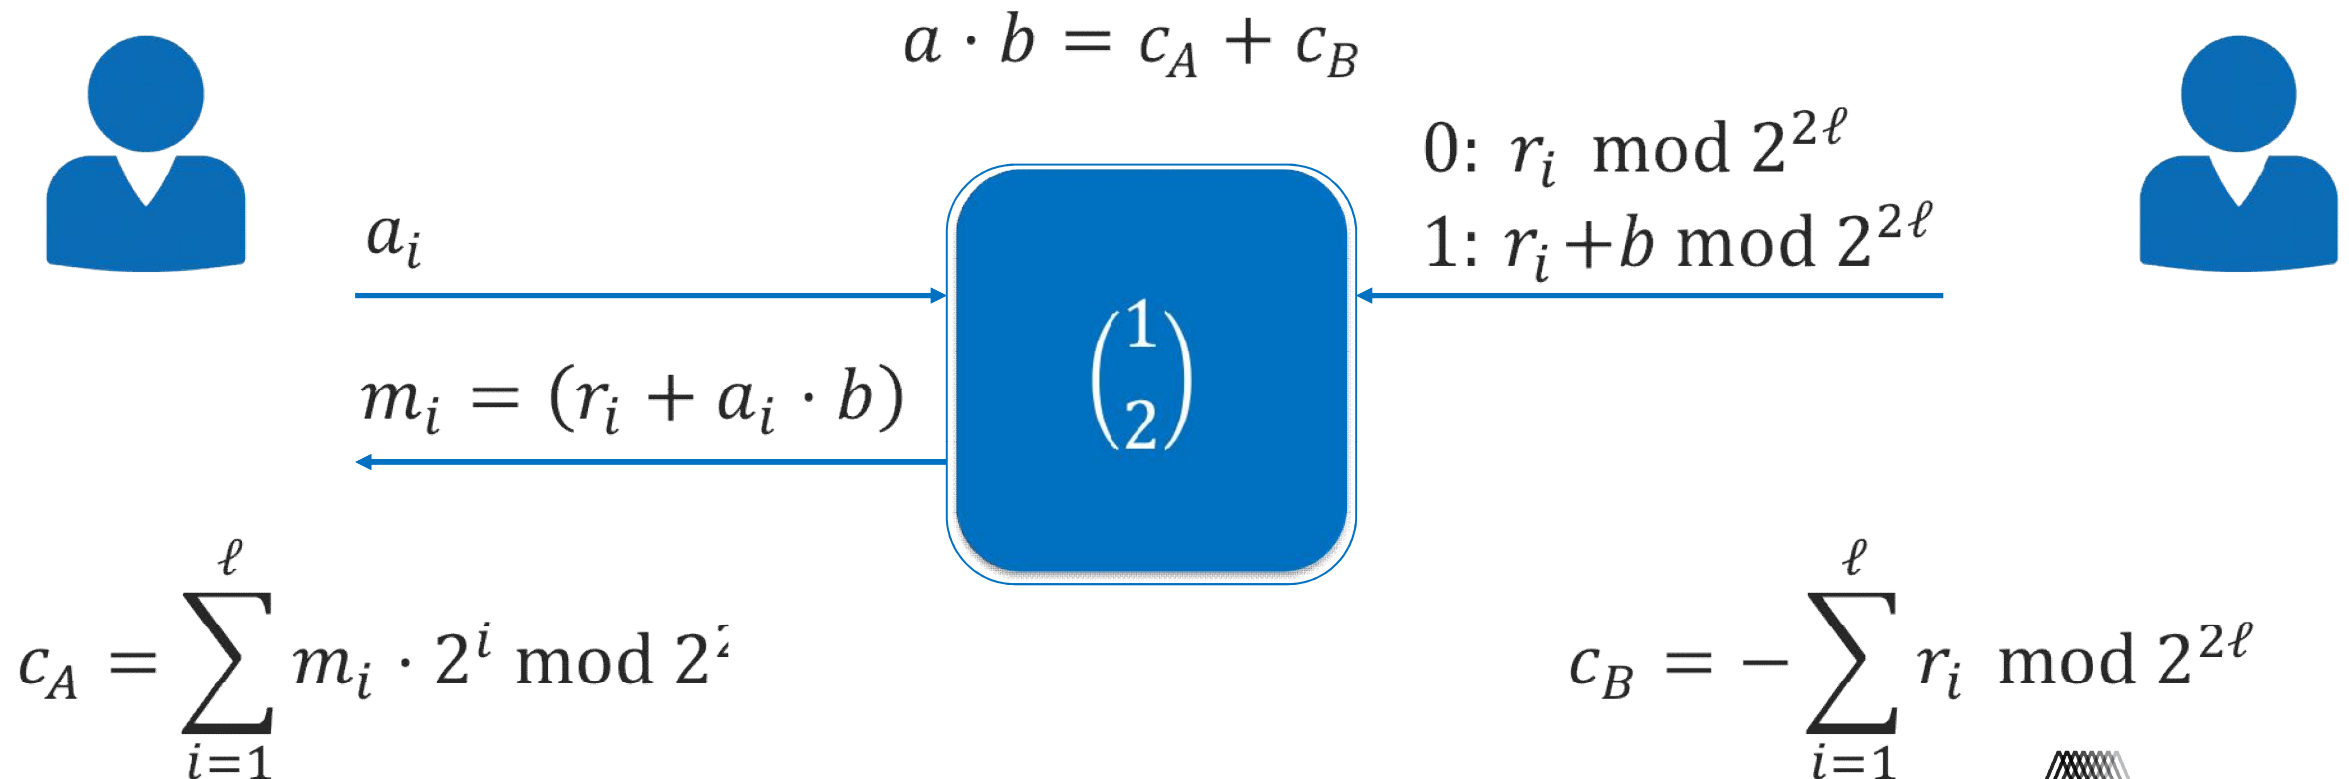 a · b = c_A + c_B
0: r_i mod 2^{2ℓ}
1: r_i + b mod 2^{2ℓ}
a_i
m_i = (r_i + a_i · b)
(1 2)
c_A = ∑_{i=1}^{ℓ} m_i · 2^i mod 2
c_B = − ∑_{i=1}^{ℓ} r_i mod 2^{2ℓ}